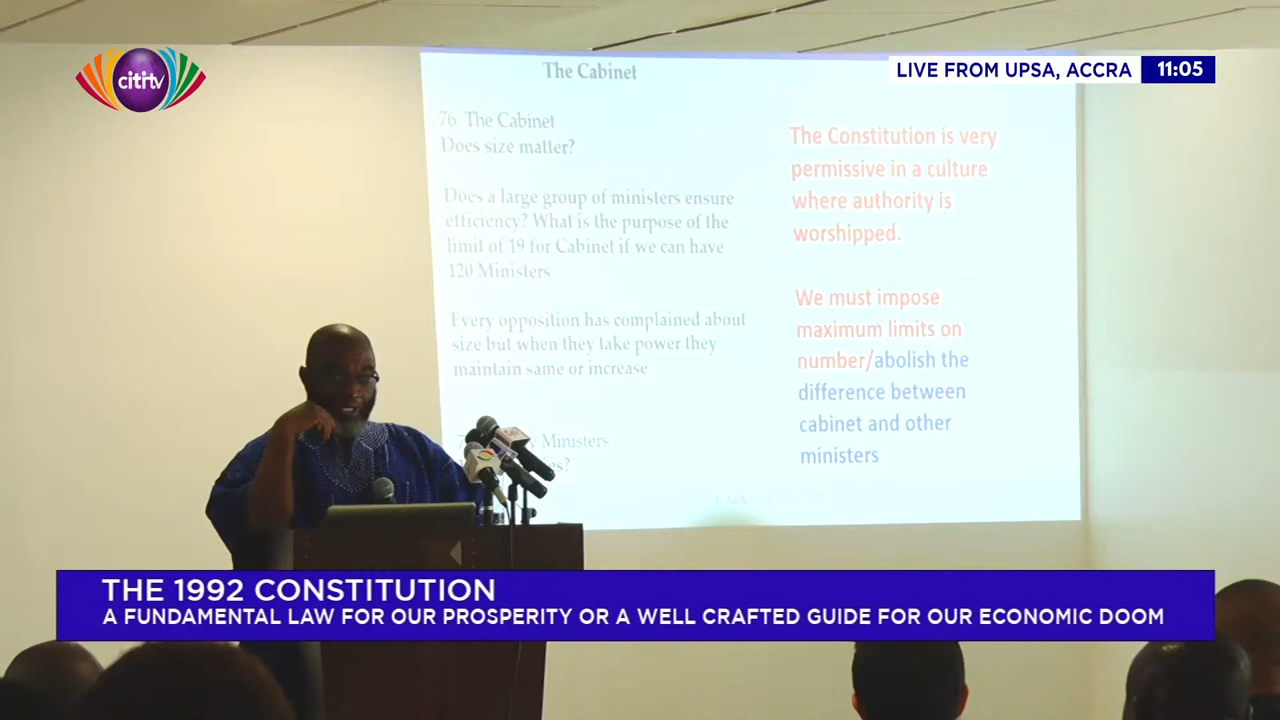 citi tv
LIVE FROM UPSA, ACCRA
11:05
The Cabinet
76. The Cabinet
Does size matter?
Does a large group of ministers ensure
efficiency? What is the purpose of the
limit of 19 for Cabinet if we can have
120 Ministers
Every opposition has complained about
size but when they take power they
maintain same or increase
Ministers
The Constitution is very
permissive in a culture
where authority is
worshipped.
We must impose
maximum limits on
number/abolish the
difference between
cabinet and other
ministers
THE 1992 CONSTITUTION
A FUNDAMENTAL LAW FOR OUR PROSPERITY OR A WELL CRAFTED GUIDE FOR OUR ECONOMIC DOOM